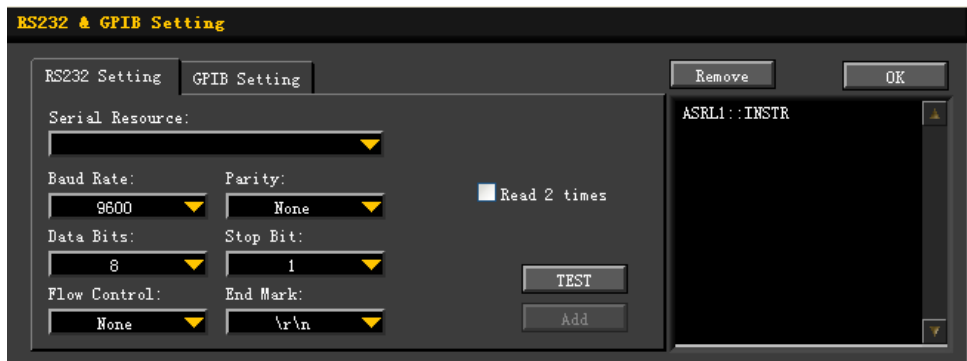 RS232 & GPIB Setting
RS232 Setting
GPIB Setting
Remove
OK
Serial Resource:
ASRL1::INSTR
Baud Rate:
Parity:
9600
None
Read 2 times
Data Bits:
Stop Bit:
8
1
TEST
Flow Control:
End Mark:
None
\r\n
Add